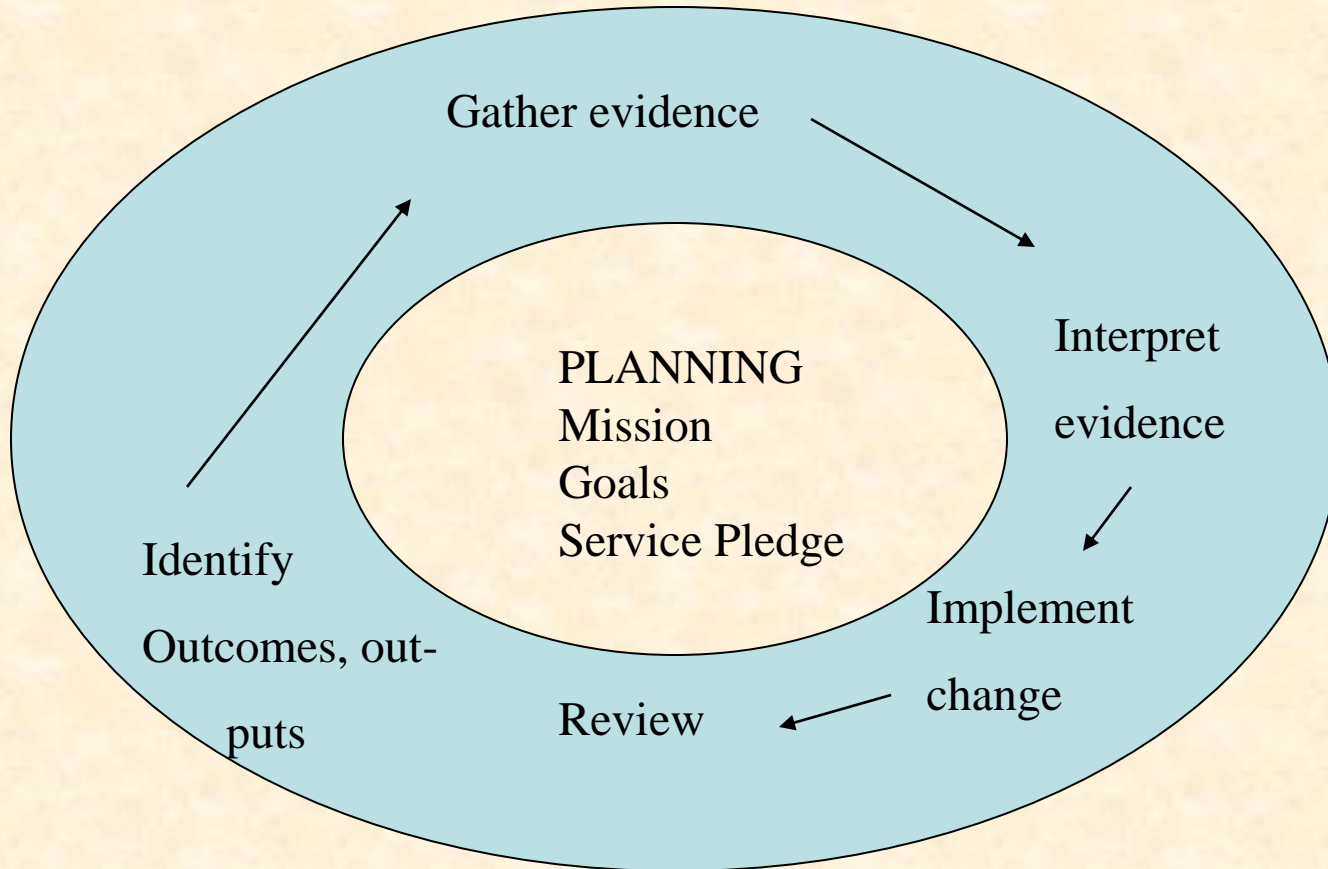 Gather evidence
Interpret
evidence
PLANNING
Mission
Goals
Service Pledge
Identify
Outcomes, out-
puts
Implement
change
Review